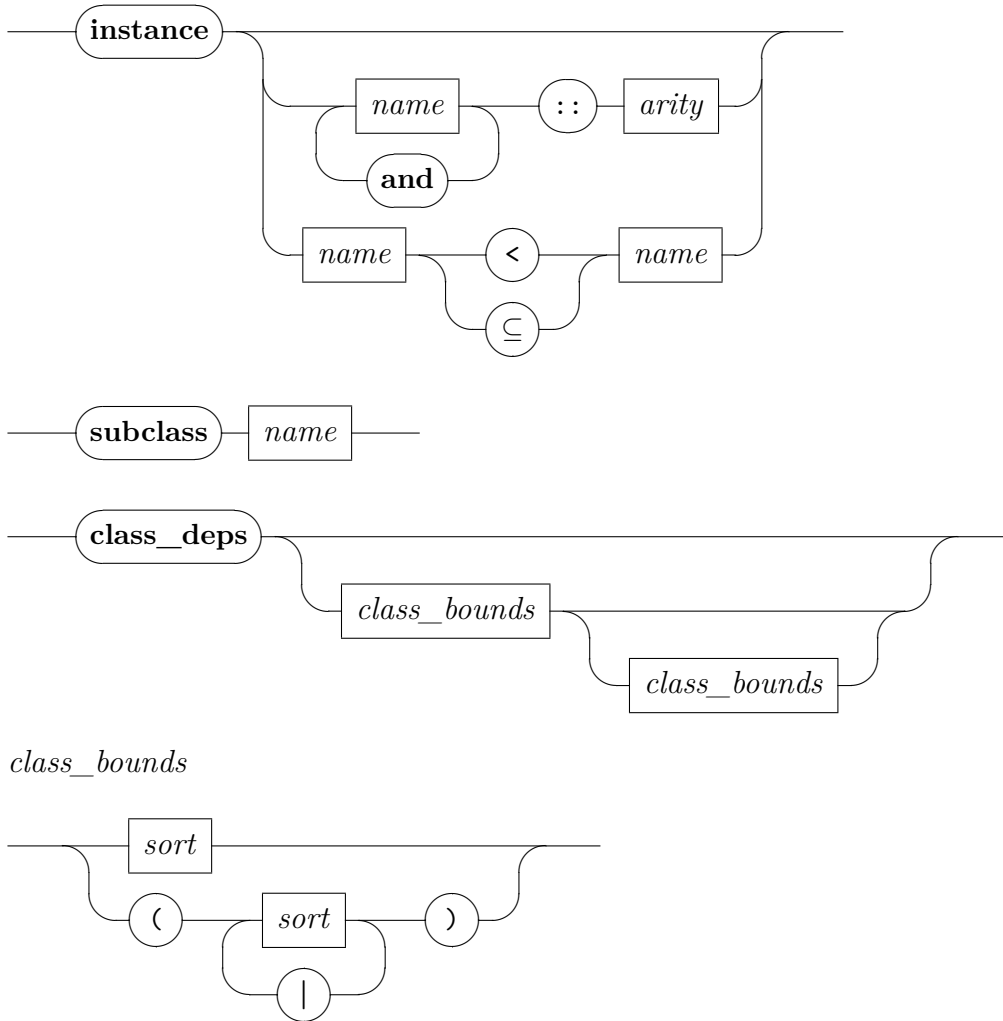 instance
name :: arity
and
name < name
⊆
subclass name
class_deps
class_bounds
class_bounds
class_bounds
sort
( sort )
|